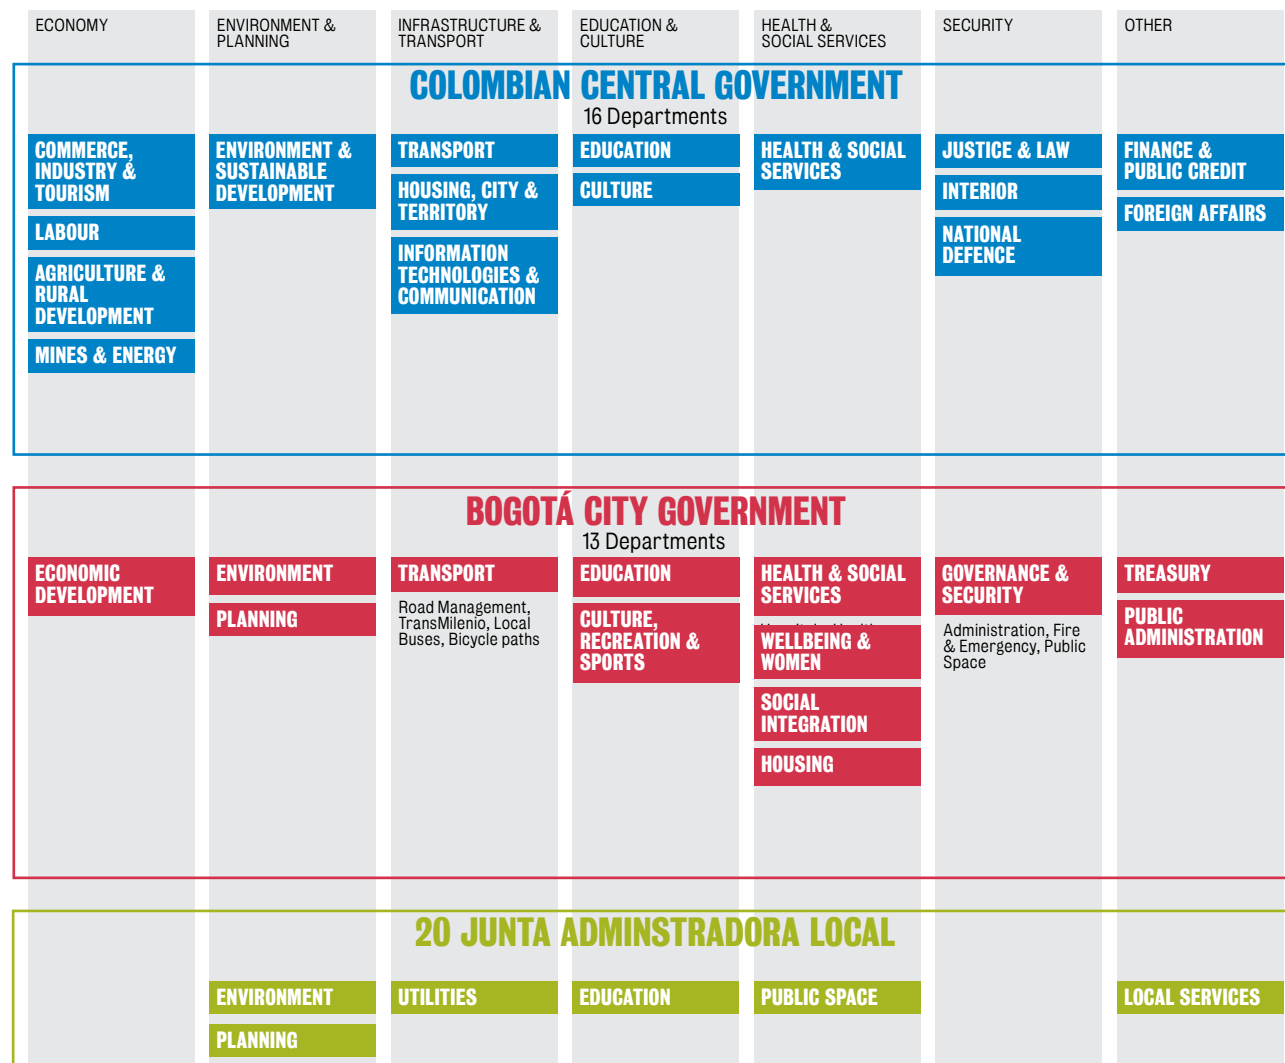 ECONOMY
ENVIRONMENT &
PLANNING
INFRASTRUCTURE &
TRANSPORT
EDUCATION &
CULTURE
HEALTH &
SOCIAL SERVICES
SECURITY
OTHER
COLOMBIAN CENTRAL GOVERNMENT
16 Departments
COMMERCE,
INDUSTRY &
TOURISM
LABOUR
AGRICULTURE &
RURAL
DEVELOPMENT
MINES & ENERGY
ENVIRONMENT &
SUSTAINABLE
DEVELOPMENT
TRANSPORT
HOUSING, CITY &
TERRITORY
INFORMATION
TECHNOLOGIES &
COMMUNICATION
EDUCATION
CULTURE
HEALTH & SOCIAL
SERVICES
JUSTICE & LAW
INTERIOR
NATIONAL
DEFENCE
FINANCE &
PUBLIC CREDIT
FOREIGN AFFAIRS
BOGOTÁ CITY GOVERNMENT
13 Departments
ECONOMIC
DEVELOPMENT
ENVIRONMENT
PLANNING
TRANSPORT
Road Management,
TransMilenio, Local
Buses, Bicycle paths
EDUCATION
CULTURE,
RECREATION &
SPORTS
HEALTH & SOCIAL
SERVICES
WELLBEING &
WOMEN
SOCIAL
INTEGRATION
HOUSING
GOVERNANCE &
SECURITY
Administration, Fire
& Emergency, Public
Space
TREASURY
PUBLIC
ADMINISTRATION
20 JUNTA ADMINSTRADORA LOCAL
ENVIRONMENT
PLANNING
UTILITIES
EDUCATION
PUBLIC SPACE
LOCAL SERVICES